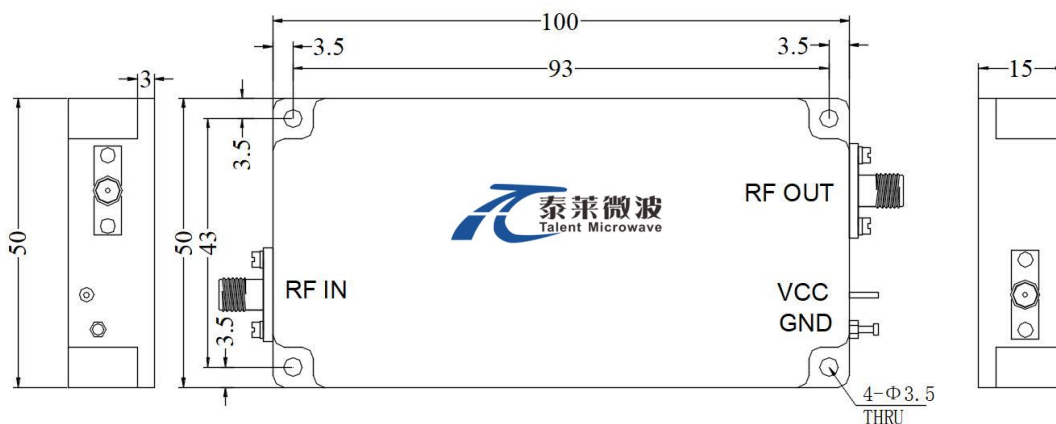 100
3.5
3.5
93
3
15
3.5
RF OUT
泰莱微波
Talent Microwave
50
50
43
RF IN
VCC
GND
3.5
4-Φ3.5
THRU